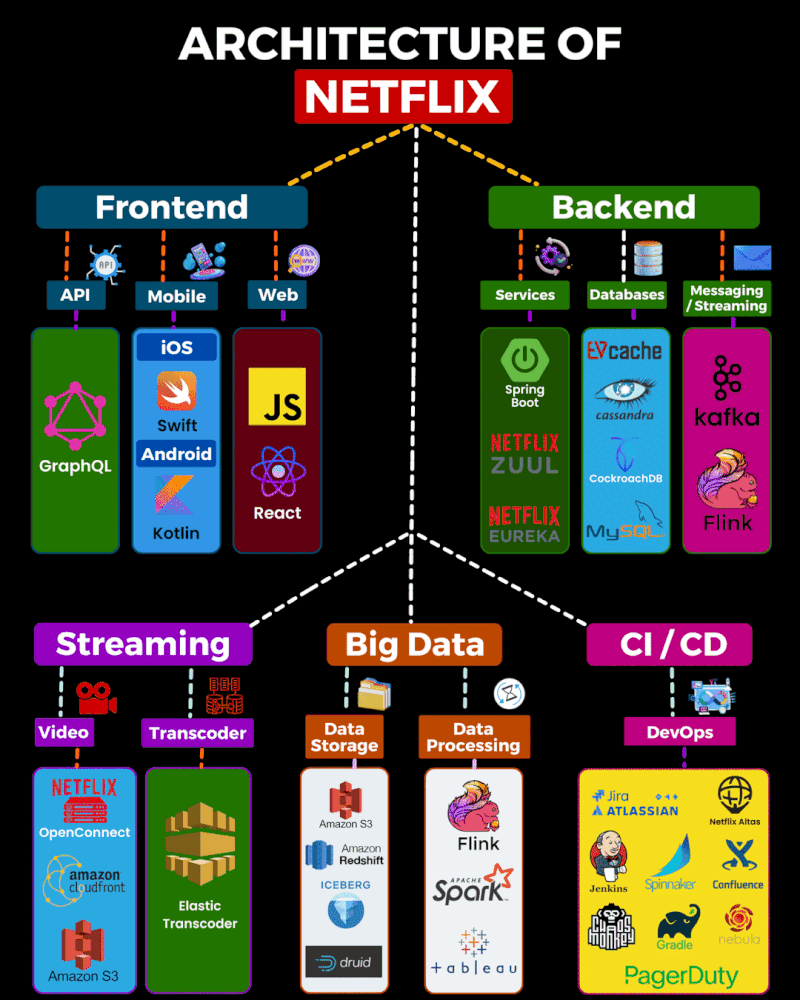 ARCHITECTURE OF
NETFLIX
Frontend
API
API
GraphQL
Mobile
iOS
Swift
Android
Kotlin
WWW
Web
JS
React
Backend
Services
Spring
Boot
NETFLIX
ZUUL
NETFLIX
EUREKA
Databases
EVcache
cassandra
CockroachDB
MySQL
Messaging
/ Streaming
kafka
Flink
Streaming
Video
NETFLIX
OpenConnect
amazon
cloudfront
Amazon S3
Transcoder
Elastic
Transcoder
Big Data
Data
Storage
Amazon S3
Amazon
Redshift
ICEBERG
druid
Data
Processing
Flink
APACHE
Spark
tableau
CI / CD
DevOps
Jira
ATLASSIAN
Netflix Altas
Jenkins
Spinnaker
Confluence
CHAOS
MONKEY
Gradle
nebula
PagerDuty